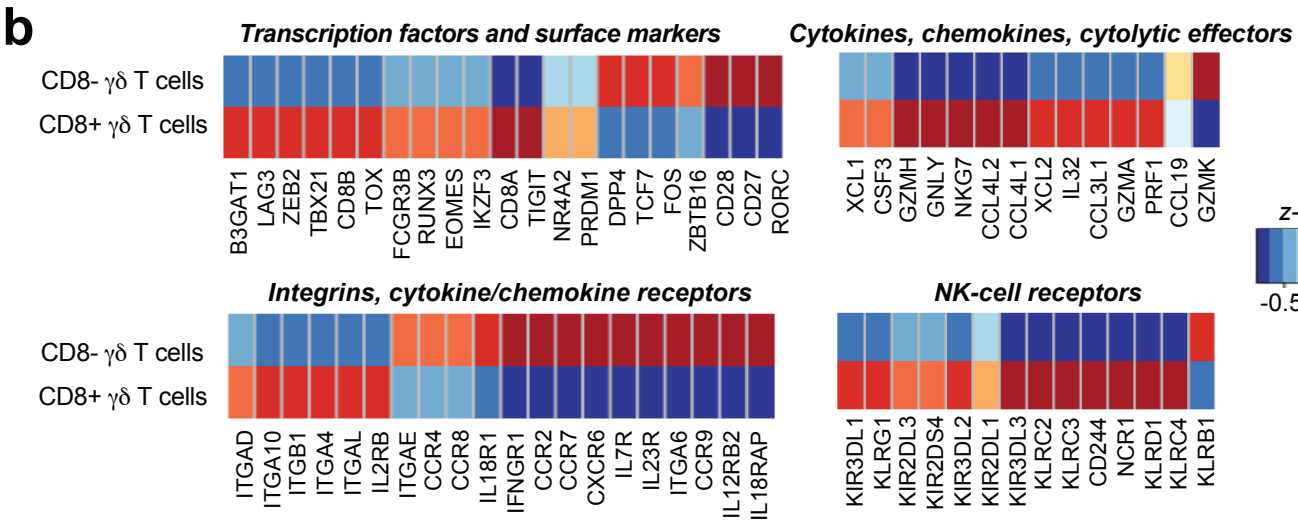 b
Transcription factors and surface markers
Cytokines, chemokines, cytolytic effectors
CD8- γδ T cells
CD8+ γδ T cells
B3GAT1 LAG3 ZEB2 TBX21 CD8B TOX FCGR3B RUNX3 EOMES IKZF3 CD8A TIGIT NR4A2 PRDM1 DPP4 TCF7 FOS ZBTB16 CD28 CD27 RORC
XCL1 CSF3 GZMH GNLY NKG7 CCL4L2 CCL4L1 XCL2 IL32 CCL3L1 GZMA PRF1 CCL19 GZMK
z-
-0.5
Integrins, cytokine/chemokine receptors
NK-cell receptors
CD8- γδ T cells
CD8+ γδ T cells
ITGAD ITGA10 ITGB1 ITGA4 ITGAL IL2RB ITGAE CCR4 CCR8 IL18R1 IFNGR1 CCR2 CCR7 CXCR6 IL7R IL23R ITGA6 CCR9 IL12RB2 IL18RAP
KIR3DL1 KLRG1 KIR2DL3 KIR2DS4 KIR3DL2 KIR2DL1 KIR3DL3 KLRC2 KLRC3 CD244 NCR1 KLRD1 KLRC4 KLRB1